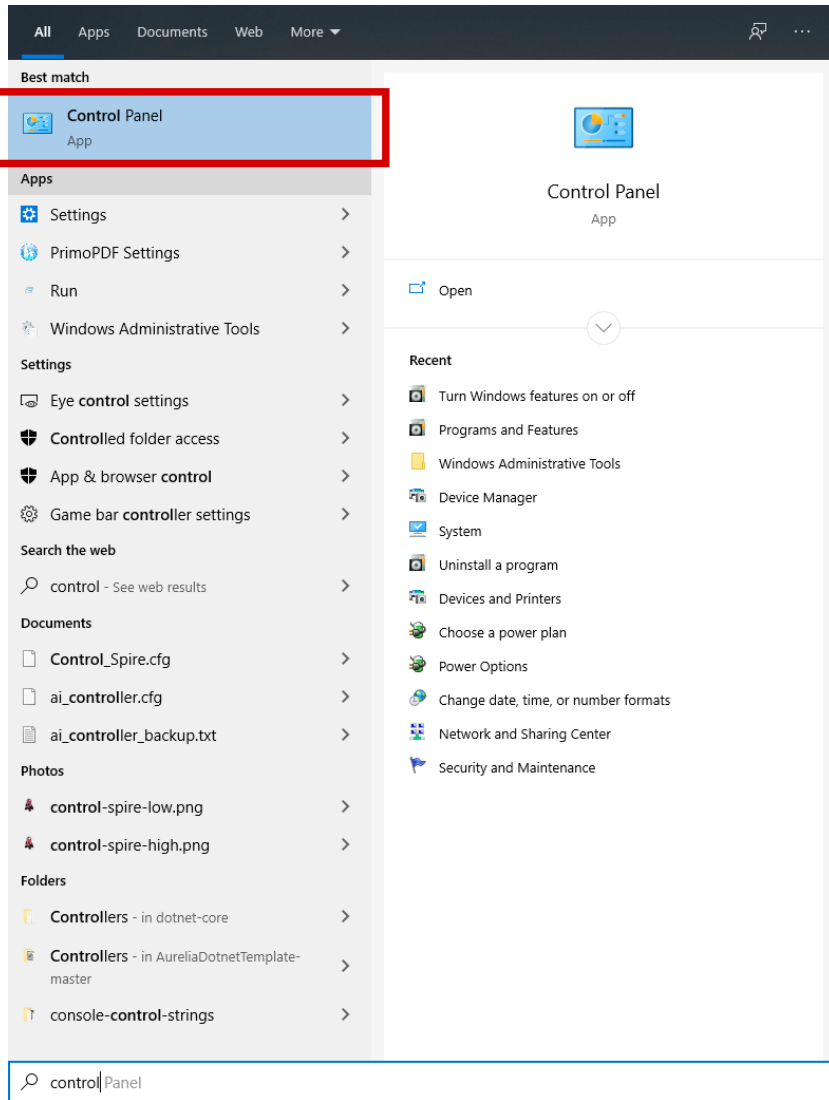 All Apps Documents Web More
Best match
Control Panel
App
Apps
Settings
PrimoPDF Settings
Run
Windows Administrative Tools
Settings
Eye control settings
Controlled folder access
App & browser control
Game bar controller settings
Search the web
control - See web results
Documents
Control_Spire.cfg
ai_controller.cfg
ai_controller_backup.txt
Photos
control-spire-low.png
control-spire-high.png
Folders
Controllers - in dotnet-core
Controllers - in AureliaDotnetTemplate-
master
console-control-strings
Control Panel
App
Open
Recent
Turn Windows features on or off
Programs and Features
Windows Administrative Tools
Device Manager
System
Uninstall a program
Devices and Printers
Choose a power plan
Power Options
Change date, time, or number formats
Network and Sharing Center
Security and Maintenance
control Panel